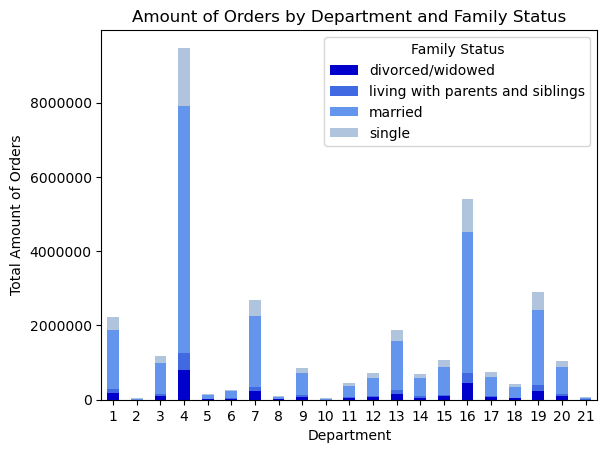 Amount of Orders by Department and Family Status
Family Status
divorced/widowed
living with parents and siblings
married
single
Total Amount of Orders
8000000
6000000
4000000
2000000
0
1 2 3 4 5 6 7 8 9 10 11 12 13 14 15 16 17 18 19 20 21
Department